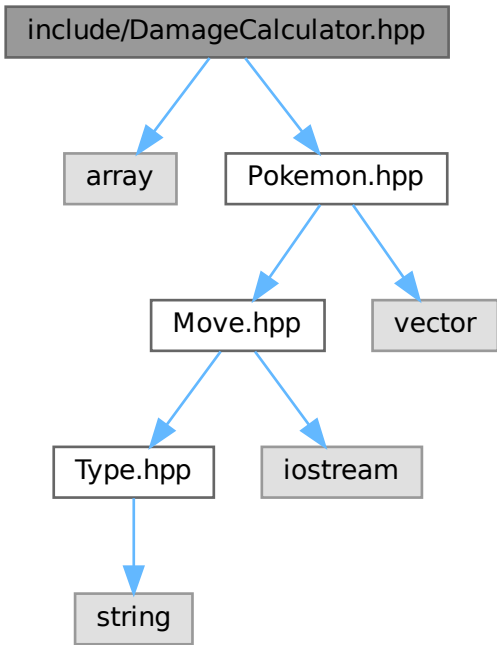 include/DamageCalculator.hpp
array
Pokemon.hpp
Move.hpp
vector
Type.hpp
iostream
string